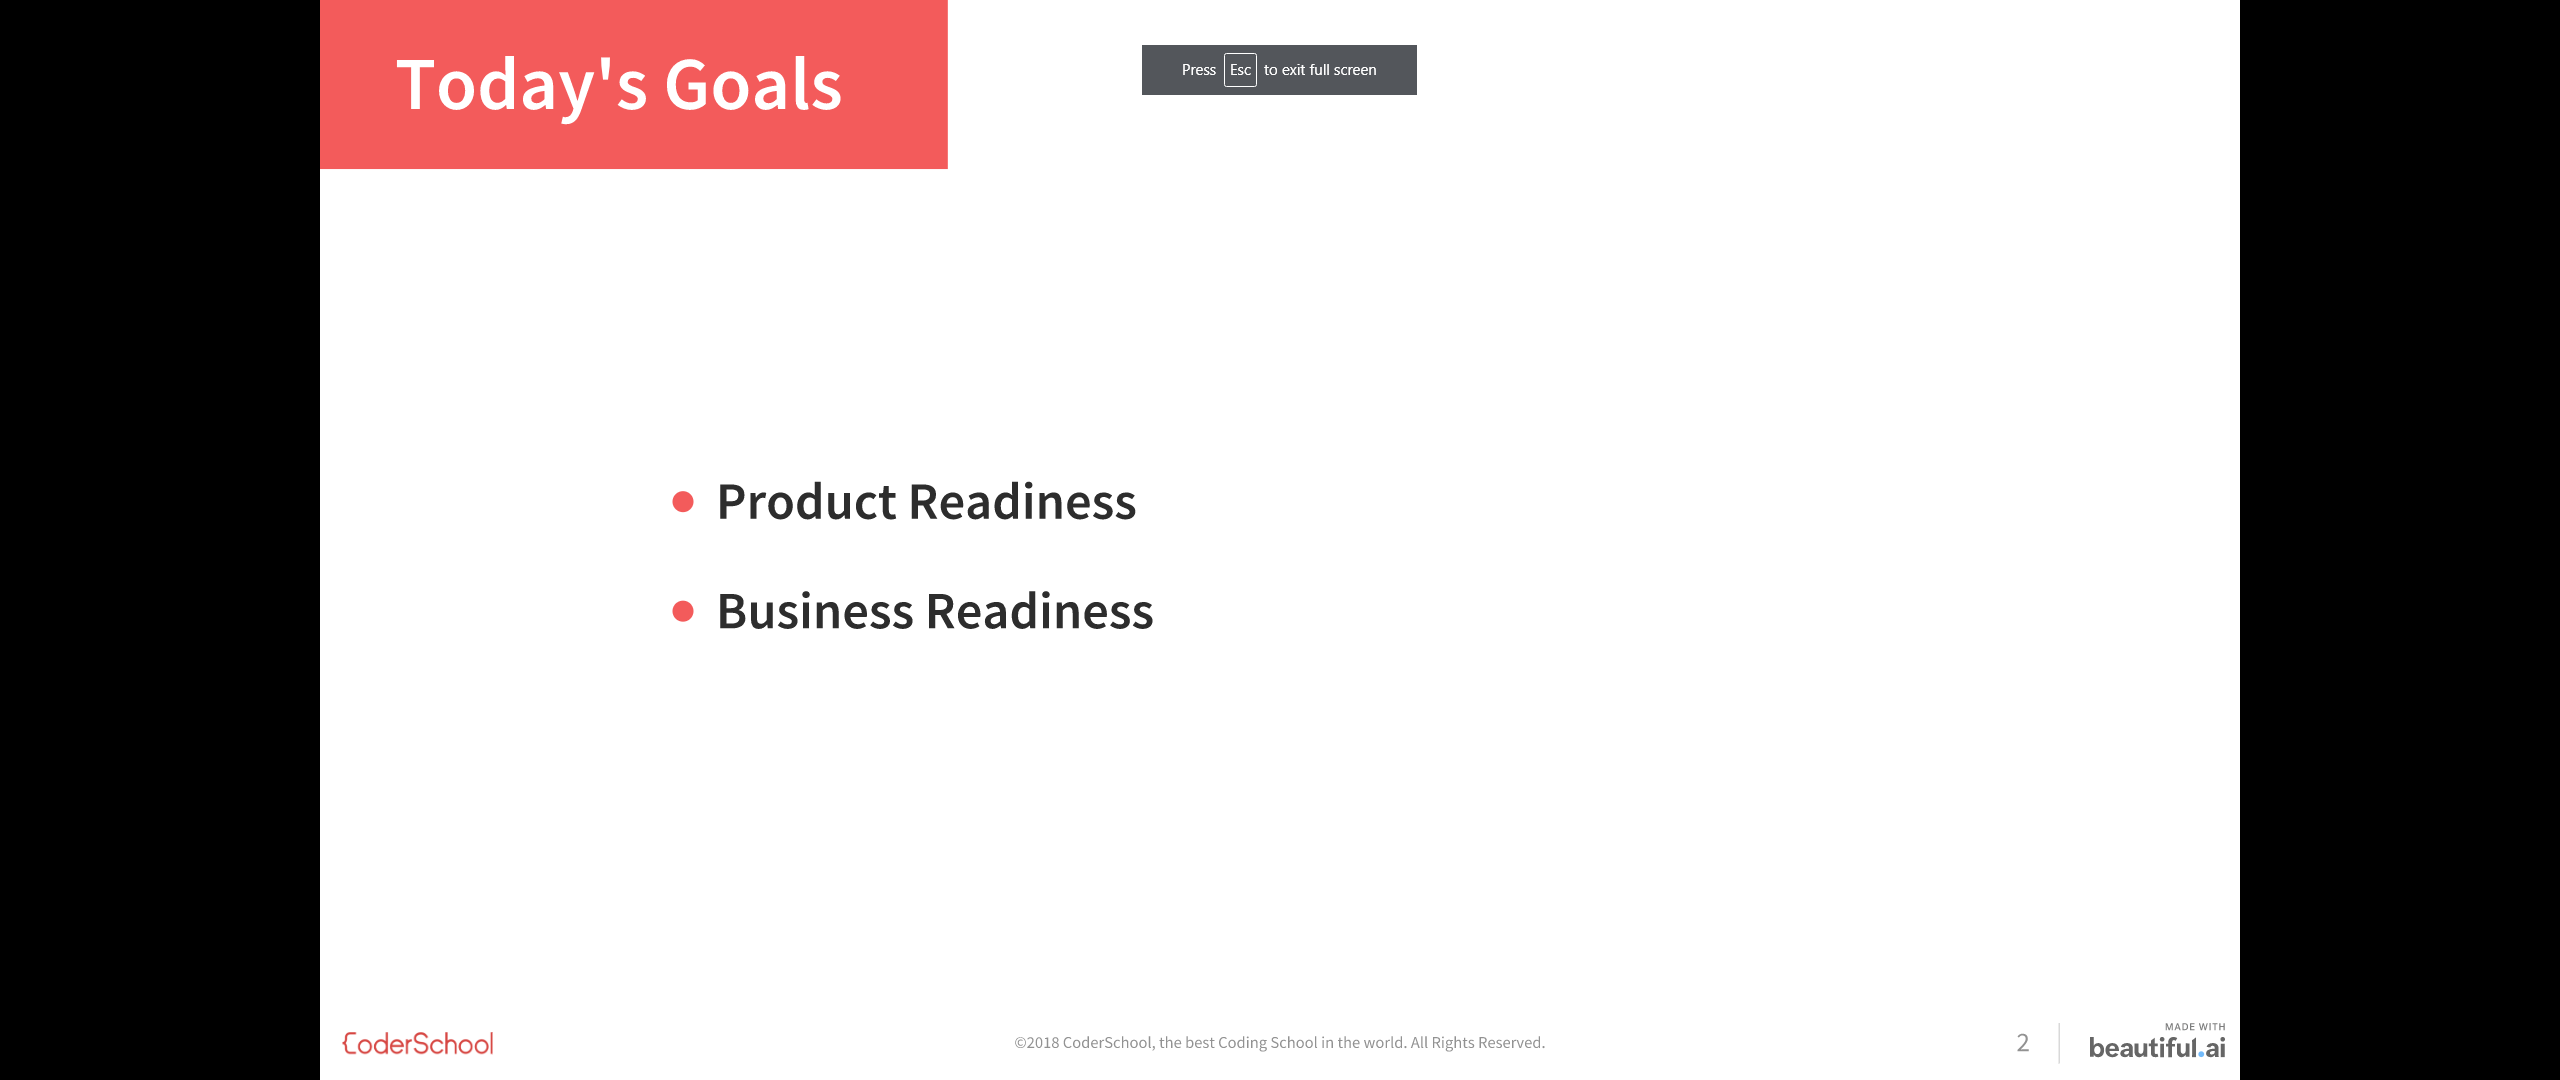 Today's Goals
Press Esc to exit full screen
Product Readiness
Business Readiness
CoderSchool
©2018 CoderSchool, the best Coding School in the world. All Rights Reserved.
2
MADE WITH
beautiful.ai